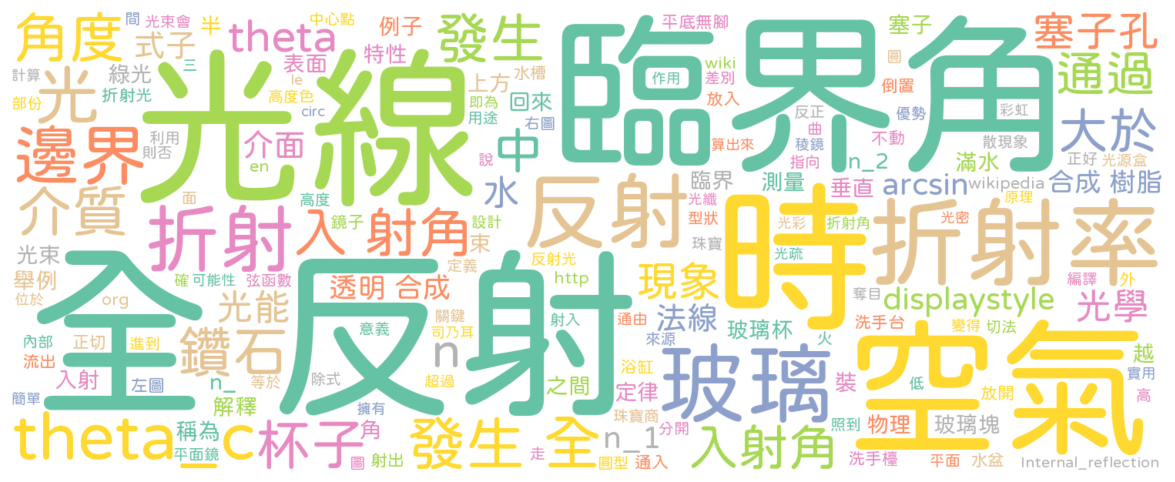 角度 間 光束會 半 中心點 例子 平底無腳 塞子 塞子孔
式子 theta 特性 發生 臨界角 通過
計算 綠光 三 表面 上方 水槽 wiki 差別 作用 圓 倒置
部份 光 折射光 le 高度色 circ 光線 即為 用途 回來 放入 反正 彩虹 優勢
邊界 利用 則否 介面 右圖 中 算出來 曲 稜鏡 不動 散現象 大於
en 說 指向 n_2 滿水 正好 光源盒
介質 面 高度 鏡子 設計 水 反射 臨界 光纖 測量 垂直 arcsin wikipedia 合成 樹脂
折射 入 射角 束 型狀 時 光彩 折射角 光密 原理 折射率
光束 確 可能性 弦函數 定義 反射光 珠寶 光疏
舉例 位於 org 光能 透明 合成 關鍵 http 現象 奪目 displaystyle 編譯 外 光學
全反射 意義 司乃耳 射入 通由 法線 玻璃杯 火 洗手台 變得 切法
內部 正切 進到 鑽石 n 來源 空氣 越
流出 入射 左圖 n_ 等於 除式 超過 之間 浴缸 定律 玻璃 裝 低 放開 實用
簡單 解釋 擁有 珠寶商 照到 物理 玻璃塊 高
theta_c 稱為 平面鏡 杯子 角 圖 射出 發生 全 走 圓型 n_1 分開 通入 入射角 洗手檯 平面 水盆 Internal_reflection